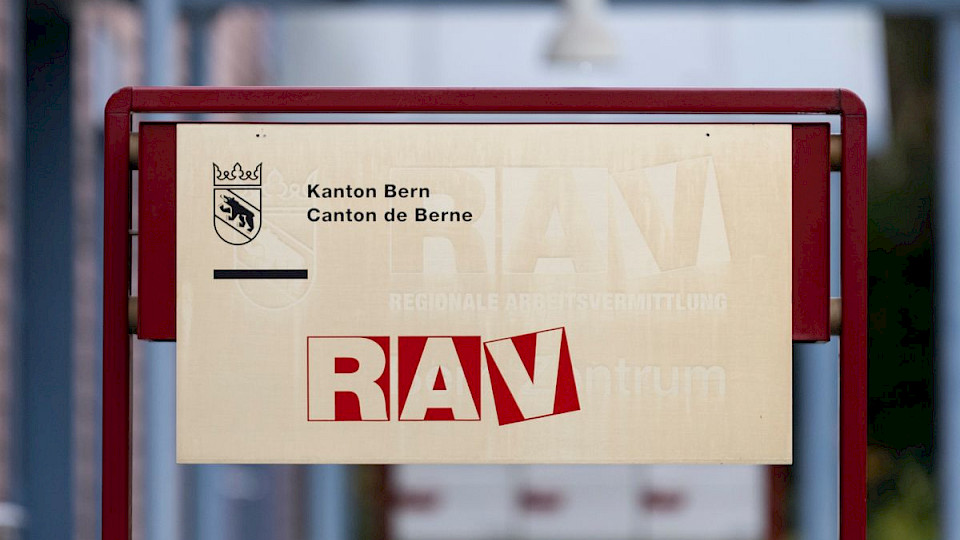 Kanton Bern
Canton de Berne
RAV
REGIONALE ARBEITSVERMITTLUNG
RAV